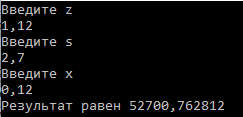 Введите z
1,12
Введите s
2,7
Введите x
0,12
Результат равен 52700,762812